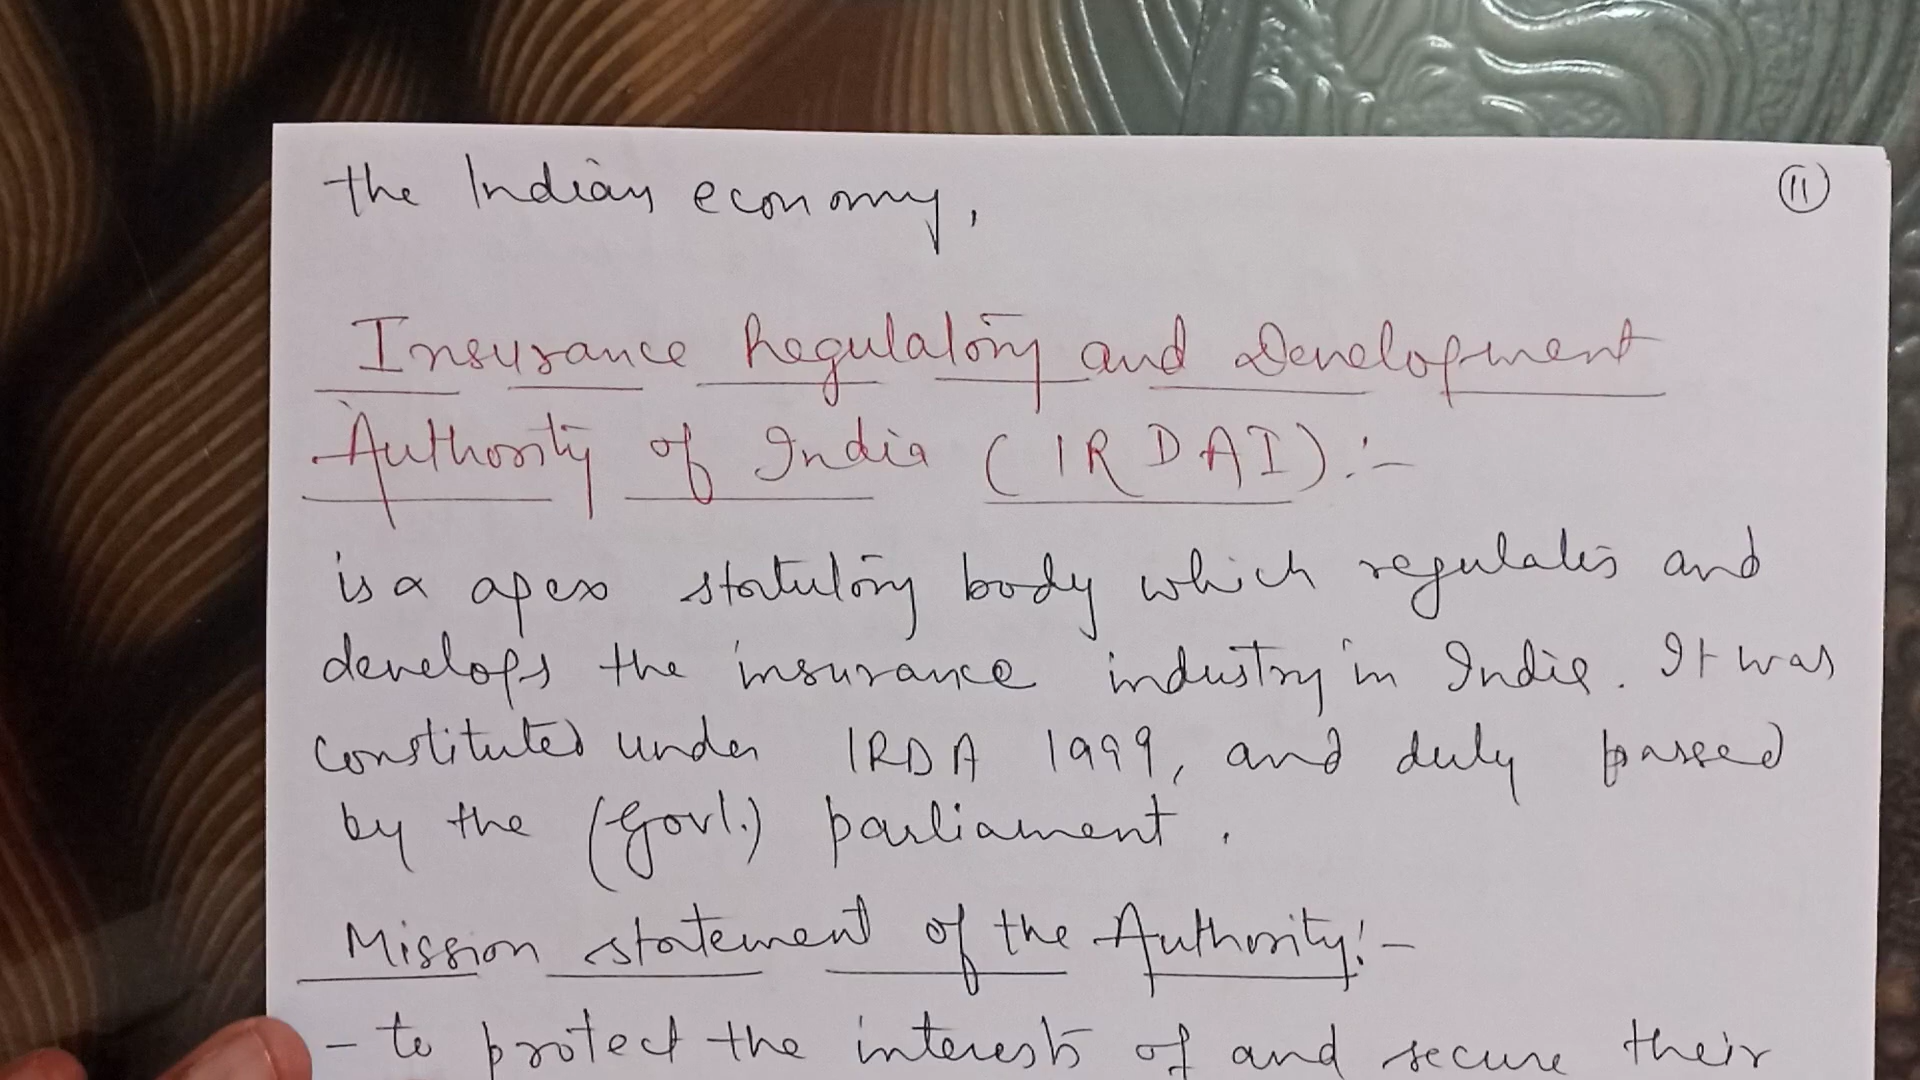 the Indian economy,
11
Insurance Regulatory and Development
Authority of India (IRDAI):-
is a apex statutory body which regulates and
develops the insurance industry in India. It was
constituted under IRDA 1999, and duly passed
by the (Govt.) parliament.
Mission statement of the Authority:-
- to protect the interests of and secure their